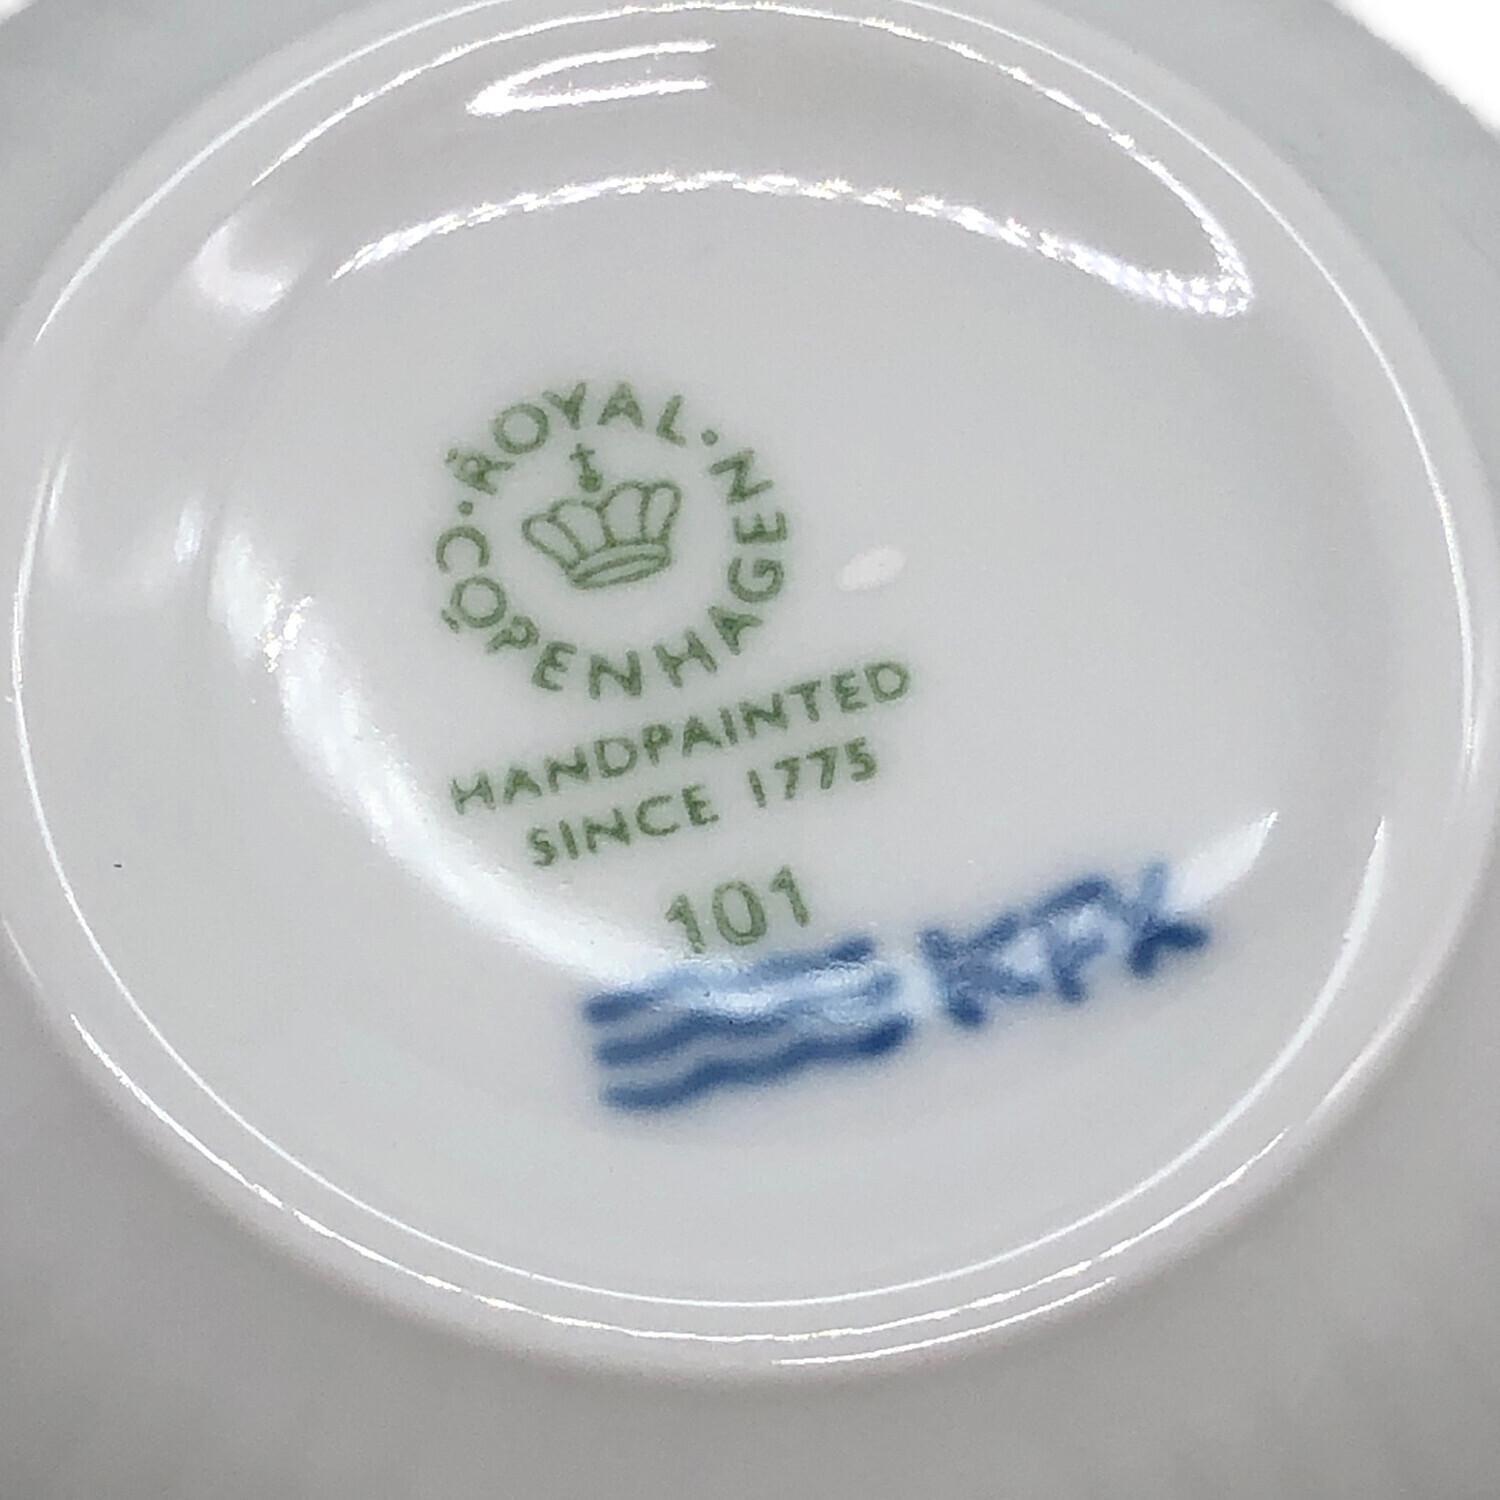 ROYAL · COPENHAGEN ·
HANDPAINTED
SINCE 1775
101
KFX